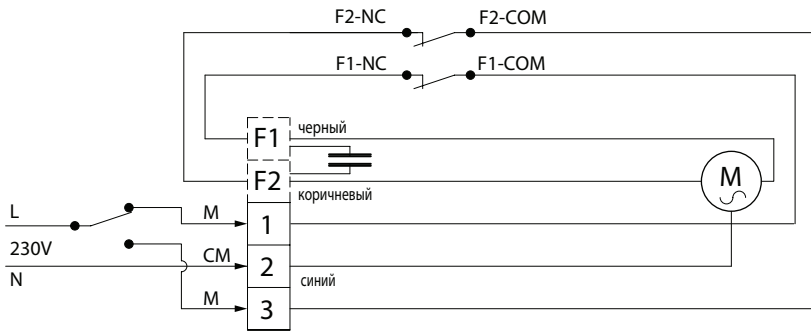 F2-NC F2-COM
F1-NC F1-COM
F1 черный
F2 коричневый
M
L M 1
230V CM 2
N синий
M 3